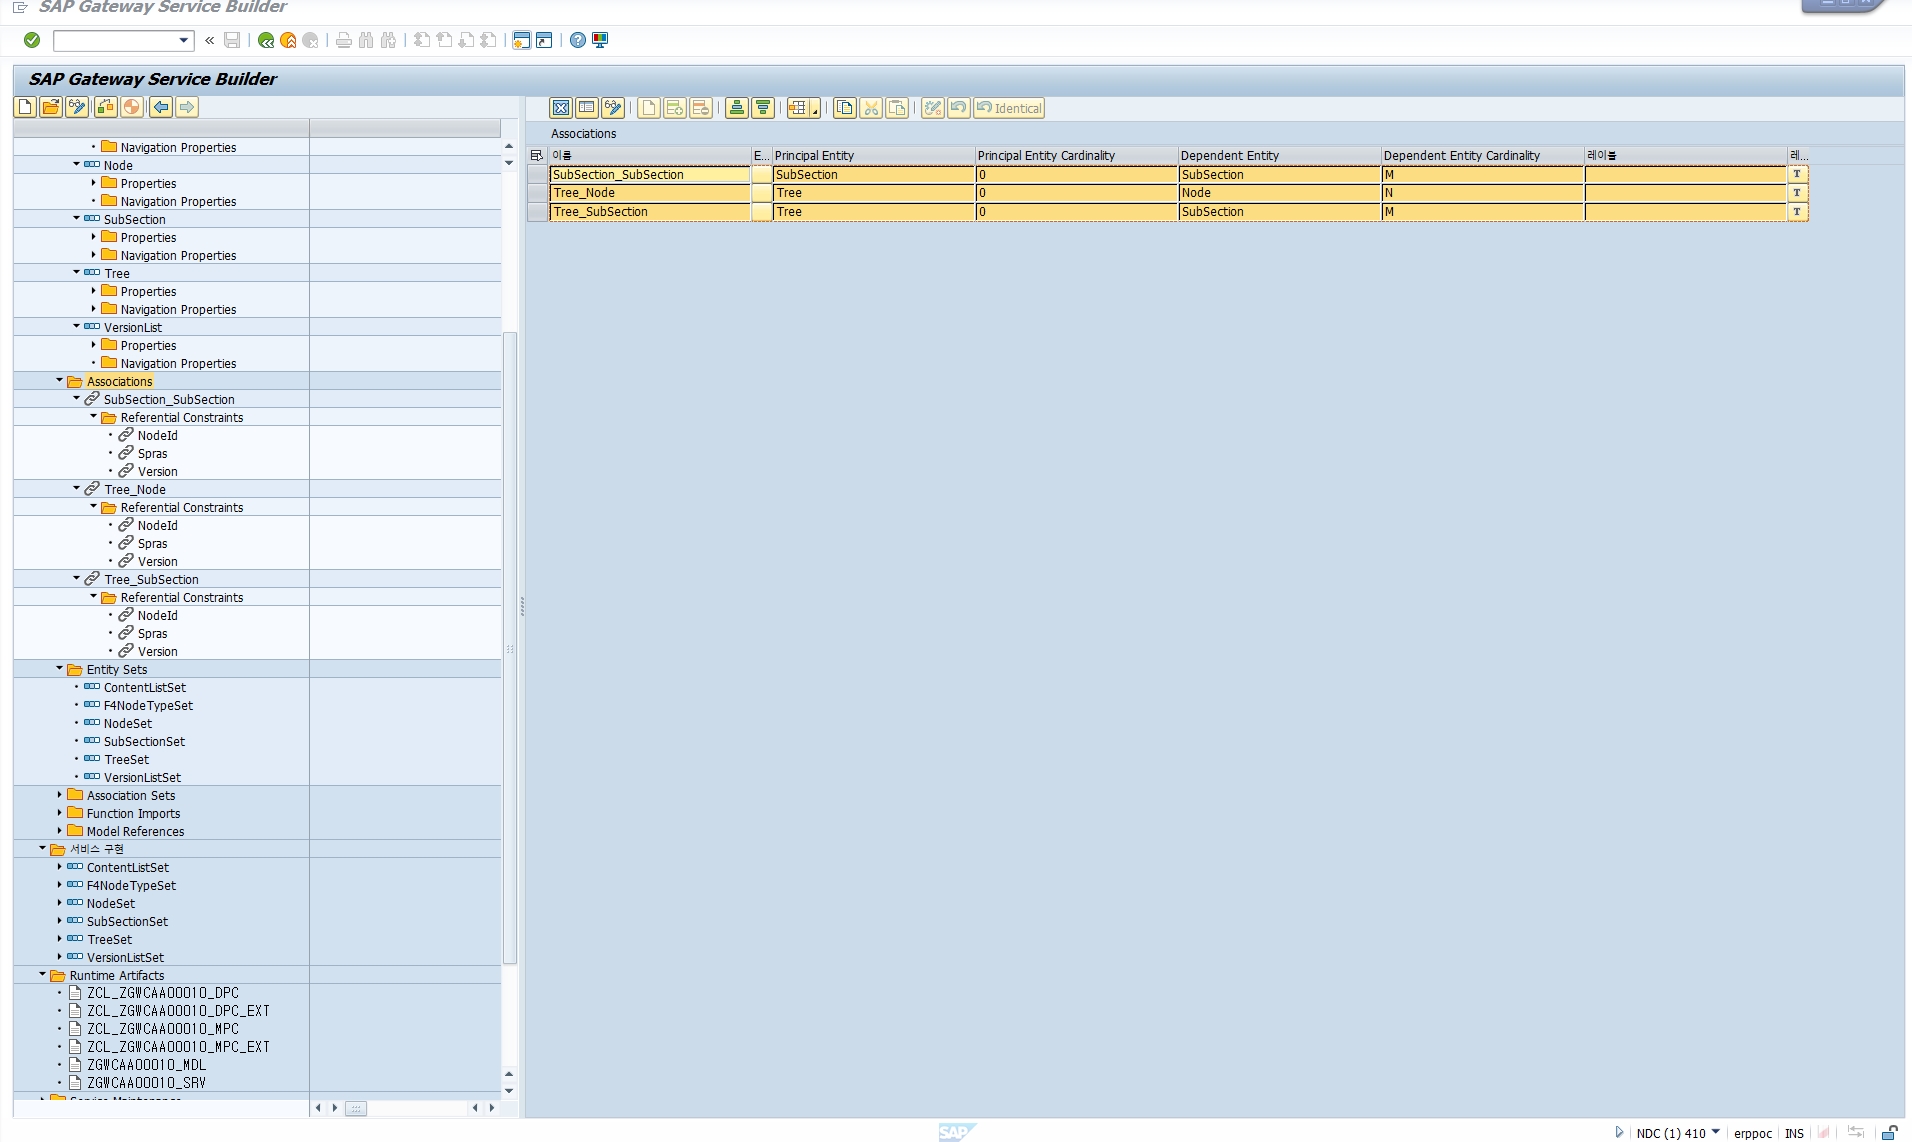 SAP Gateway Service Builder
SAP Gateway Service Builder
Identical
Associations
이름 E... Principal Entity Principal Entity Cardinality Dependent Entity Dependent Entity Cardinality 레이블 레...
SubSection_SubSection SubSection 0 SubSection M T
Tree_Node Tree 0 Node N T
Tree_SubSection Tree 0 SubSection M T
Navigation Properties
Node
Properties
Navigation Properties
SubSection
Properties
Navigation Properties
Tree
Properties
Navigation Properties
VersionList
Properties
Navigation Properties
Associations
SubSection_SubSection
Referential Constraints
NodeId
Spras
Version
Tree_Node
Referential Constraints
NodeId
Spras
Version
Tree_SubSection
Referential Constraints
NodeId
Spras
Version
Entity Sets
ContentListSet
F4NodeTypeSet
NodeSet
SubSectionSet
TreeSet
VersionListSet
Association Sets
Function Imports
Model References
서비스 구현
ContentListSet
F4NodeTypeSet
NodeSet
SubSectionSet
TreeSet
VersionListSet
Runtime Artifacts
ZCL_ZGWCAA00010_DPC
ZCL_ZGWCAA00010_DPC_EXT
ZCL_ZGWCAA00010_MPC
ZCL_ZGWCAA00010_MPC_EXT
ZGWCAA00010_MDL
ZGWCAA00010_SRV
Service Maintenance
SAP
NDC (1) 410 erppoc INS